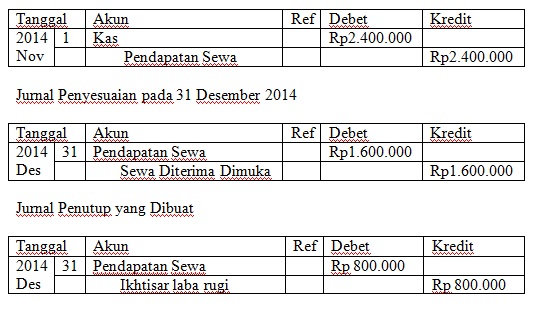 Tanggal Akun Ref Debet Kredit
2014 1 Kas Rp2.400.000
Nov Pendapatan Sewa Rp2.400.000
Jurnal Penyesuaian pada 31 Desember 2014
Tanggal Akun Ref Debet Kredit
2014 31 Pendapatan Sewa Rp1.600.000
Des Sewa Diterima Dimuka Rp1.600.000
Jurnal Penutup yang Dibuat
Tanggal Akun Ref Debet Kredit
2014 31 Pendapatan Sewa Rp 800.000
Des Ikhtisar laba rugi Rp 800.000